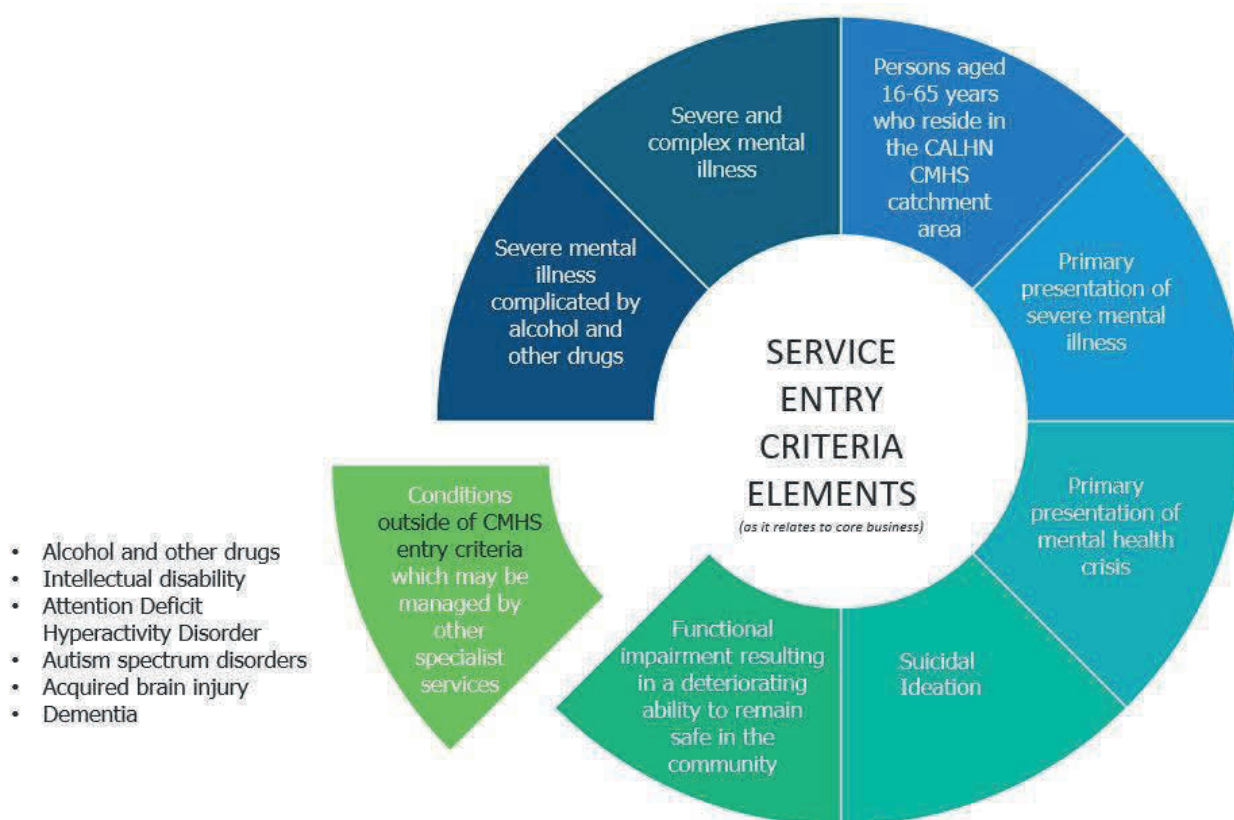 Persons aged
16-65 years
who reside in
the CALHN
CMHS
catchment
area
Primary
presentation of
severe mental
illness
Primary
presentation of
mental health
crisis
Suicidal
Ideation
Functional
impairment resulting
in a deteriorating
ability to remain
safe in the
community
Conditions
outside of CMHS
entry criteria
which may be
managed by
other
specialist
services
• Alcohol and other drugs
• Intellectual disability
• Attention Deficit
Hyperactivity Disorder
• Autism spectrum disorders
• Acquired brain injury
• Dementia
Severe mental
illness
complicated by
alcohol and
other drugs
Severe and
complex mental
illness
SERVICE
ENTRY
CRITERIA
ELEMENTS
(as it relates to core business)